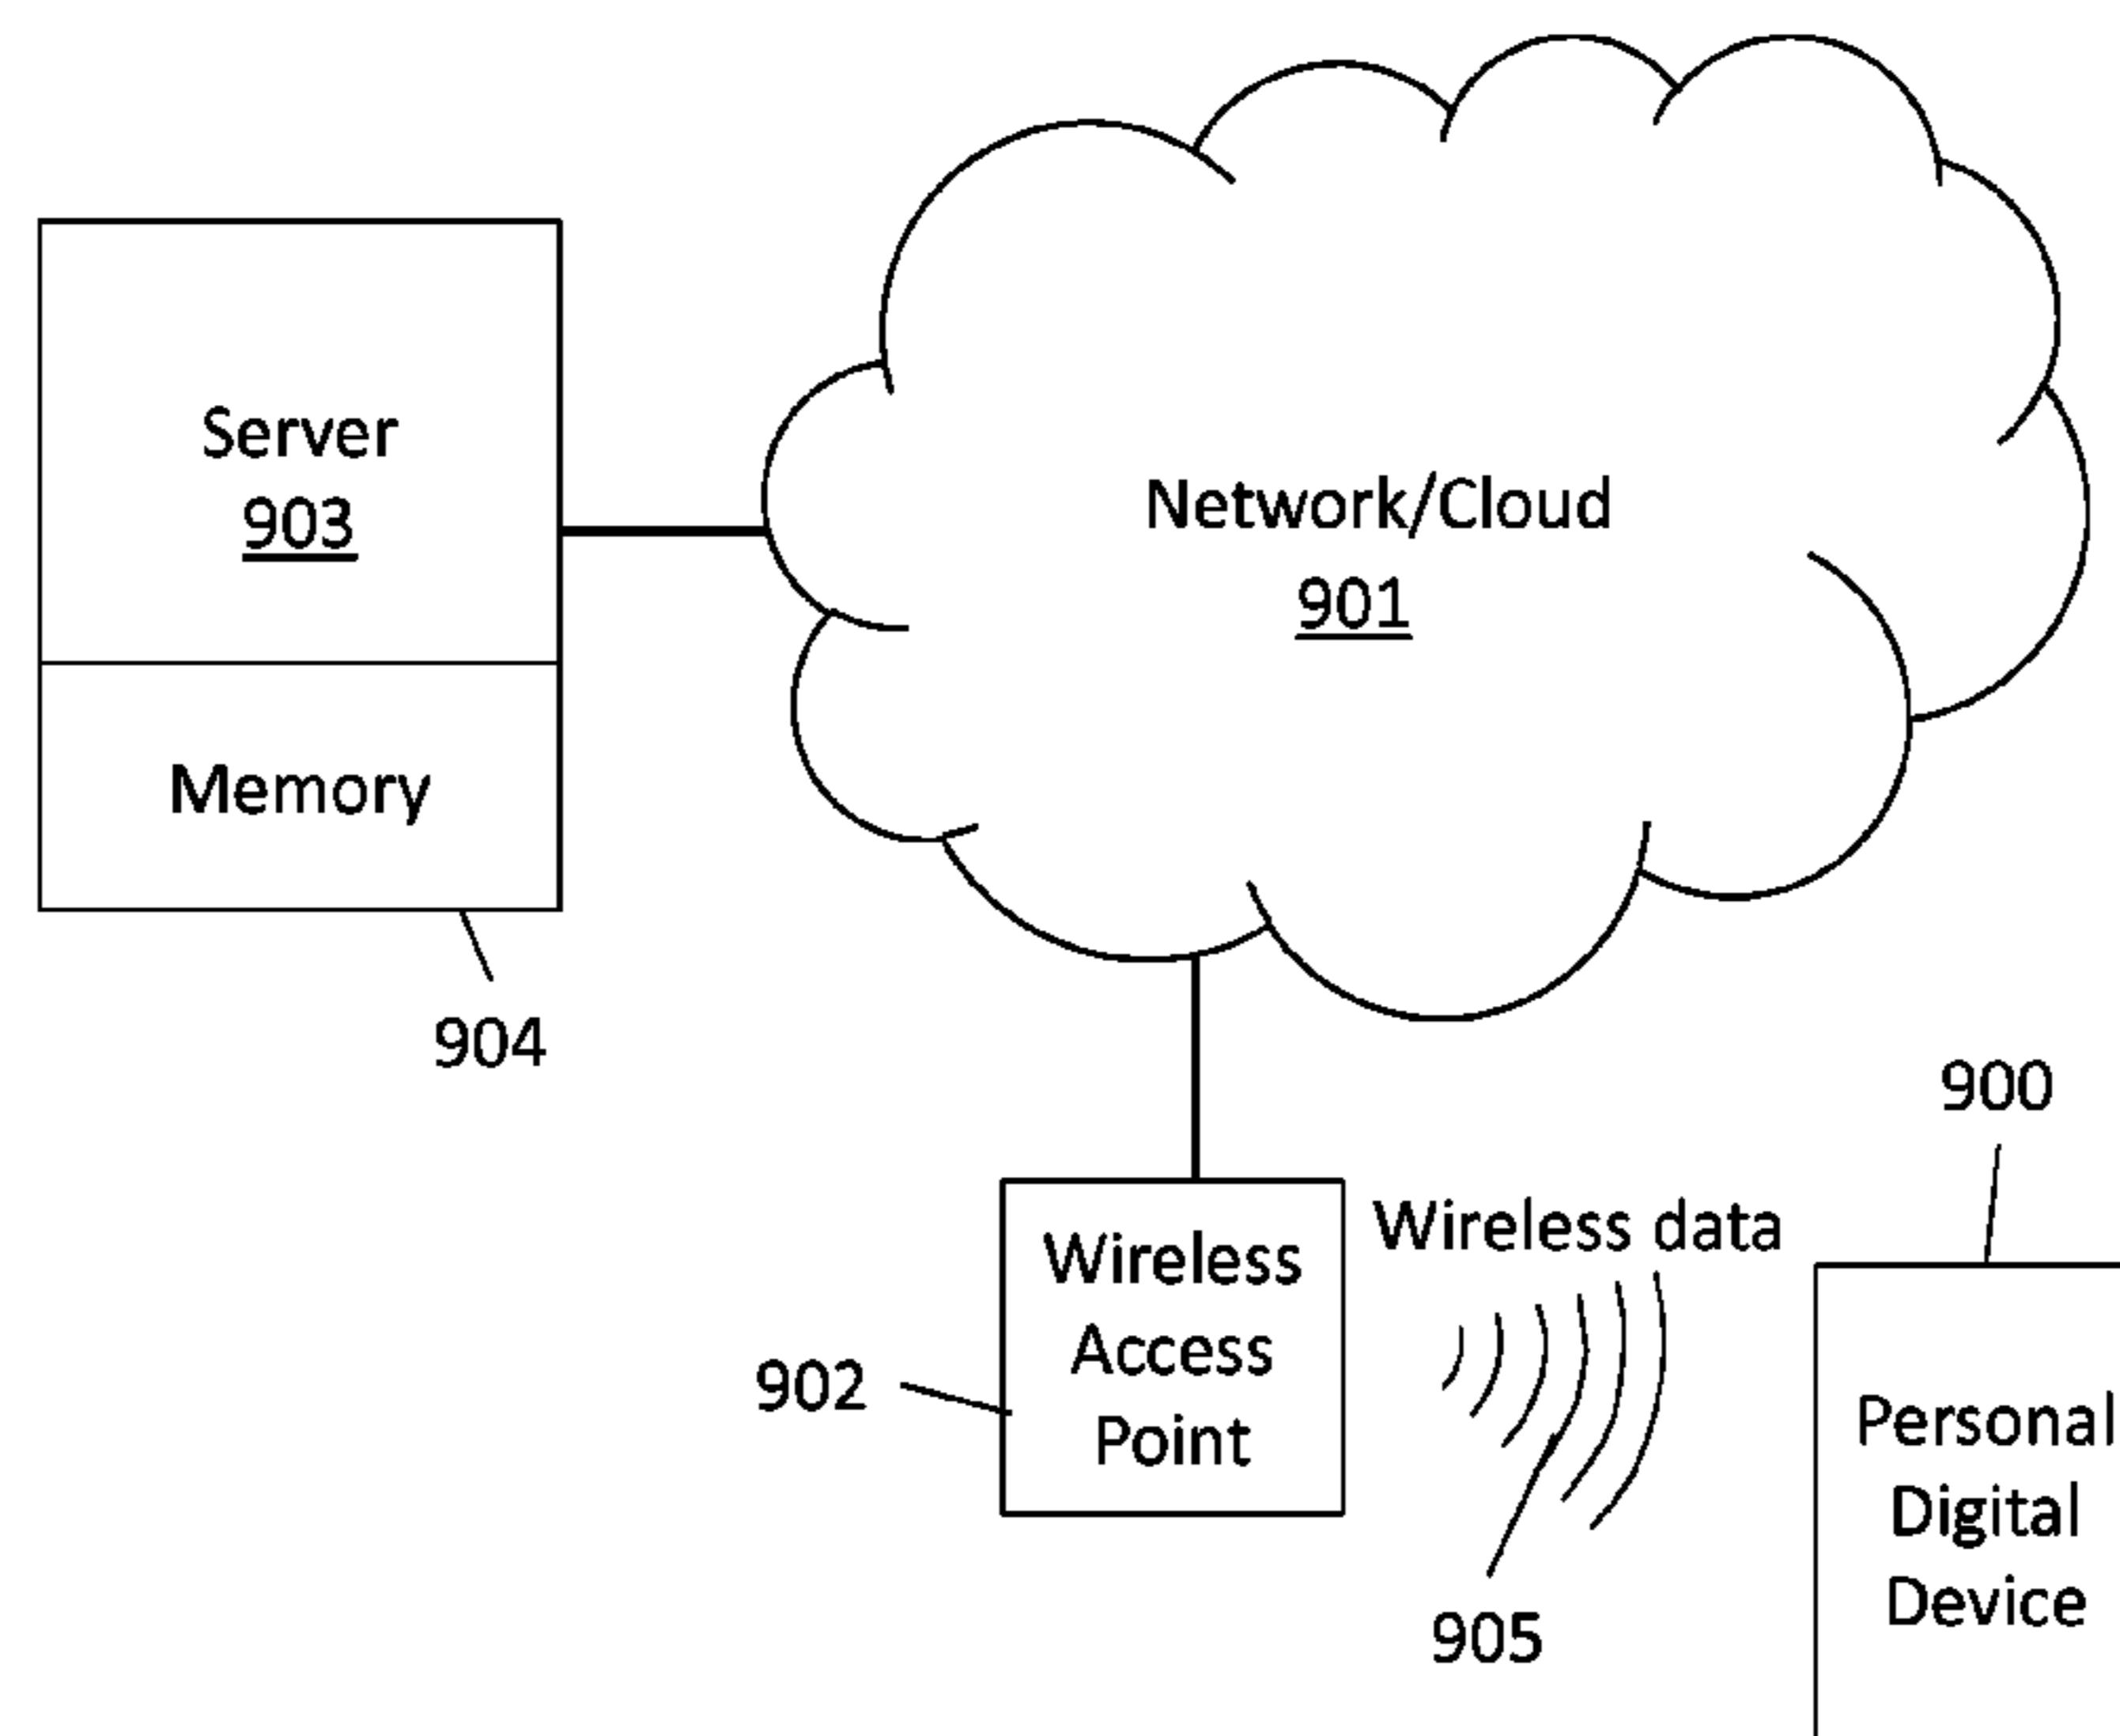 Server
903
Memory
904
Network/Cloud
901
Wireless
Access
Point
902
Wireless data
905
900
Personal
Digital
Device